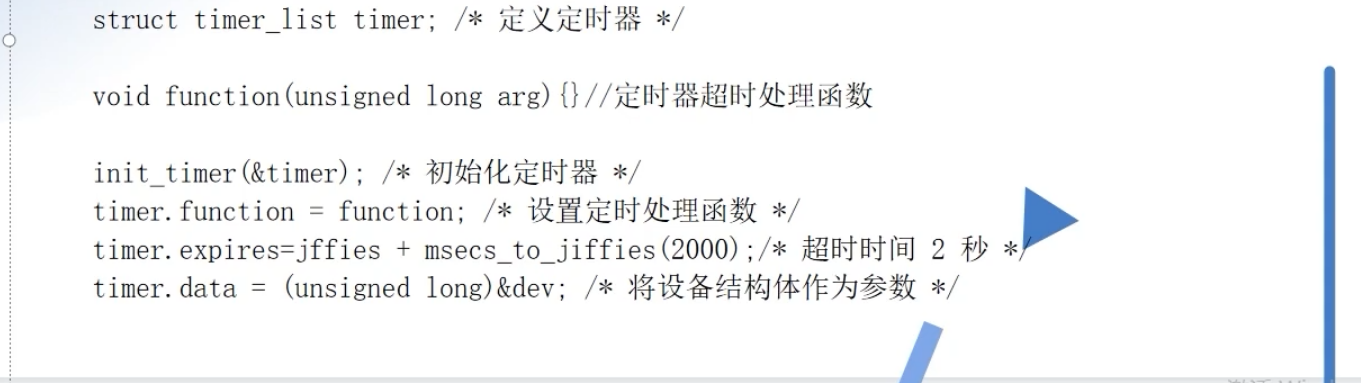 struct timer_list timer; /* 定义定时器 */
void function(unsigned long arg){}//定时器超时处理函数
init_timer(&timer); /* 初始化定时器 */
timer.function = function; /* 设置定时处理函数 */
timer.expires=jffies + msecs_to_jiffies(2000);/* 超时时间 2 秒 */
timer.data = (unsigned long)&dev; /* 将设备结构体作为参数 */